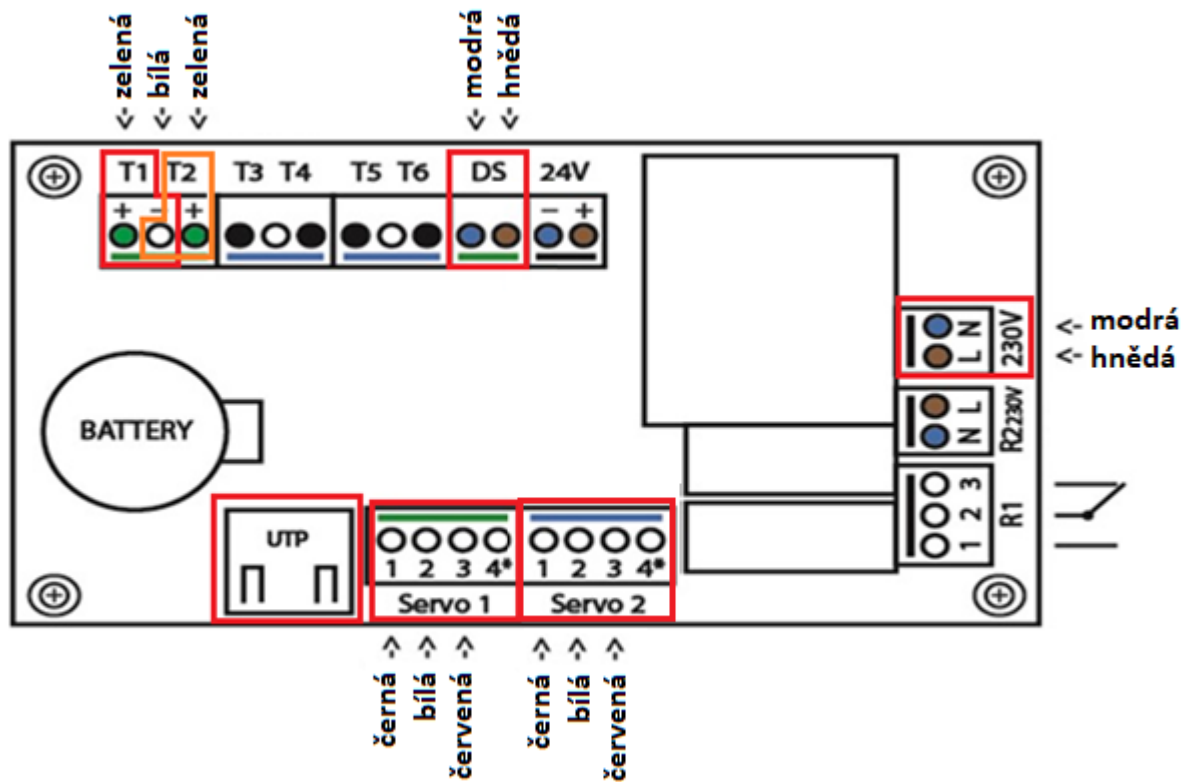 <- zelená
<- bílá
<- zelená
<- modrá
<- hnědá
T1 T2 T3 T4 T5 T6 DS 24V
+ - + - +
230V
N
L
<- modrá
<- hnědá
BATTERY
R2 230V
L
N
UTP
1 2 3 4*
Servo 1
1 2 3 4*
Servo 2
R1
3
2
1
černá ->
bílá ->
červená ->
černá ->
bílá ->
červená ->